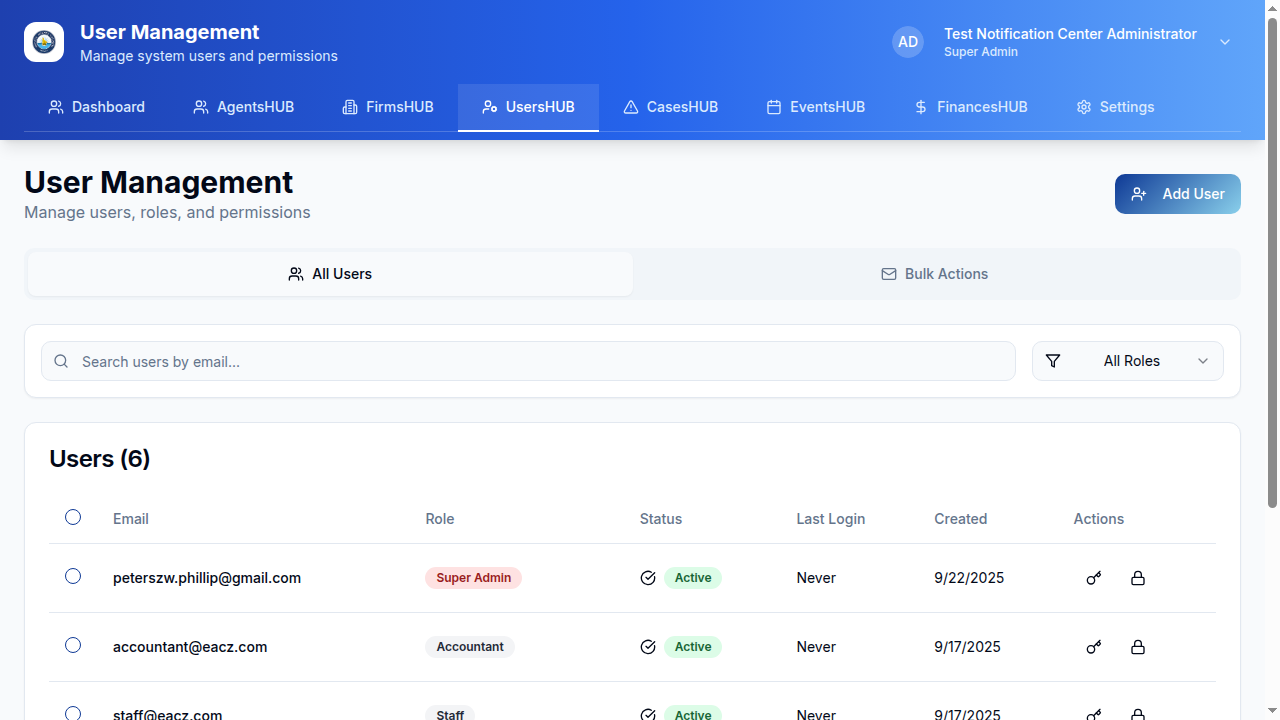 User Management
Manage system users and permissions
AD
Test Notification Center Administrator
Super Admin
Dashboard AgentsHUB FirmsHUB UsersHUB CasesHUB EventsHUB FinancesHUB Settings
User Management
Manage users, roles, and permissions
Add User
All Users Bulk Actions
Search users by email... All Roles
Users (6)
Email Role Status Last Login Created Actions
peterszw.phillip@gmail.com Super Admin Active Never 9/22/2025
accountant@eacz.com Accountant Active Never 9/17/2025
staff@eacz.com Staff Active Never 9/17/2025